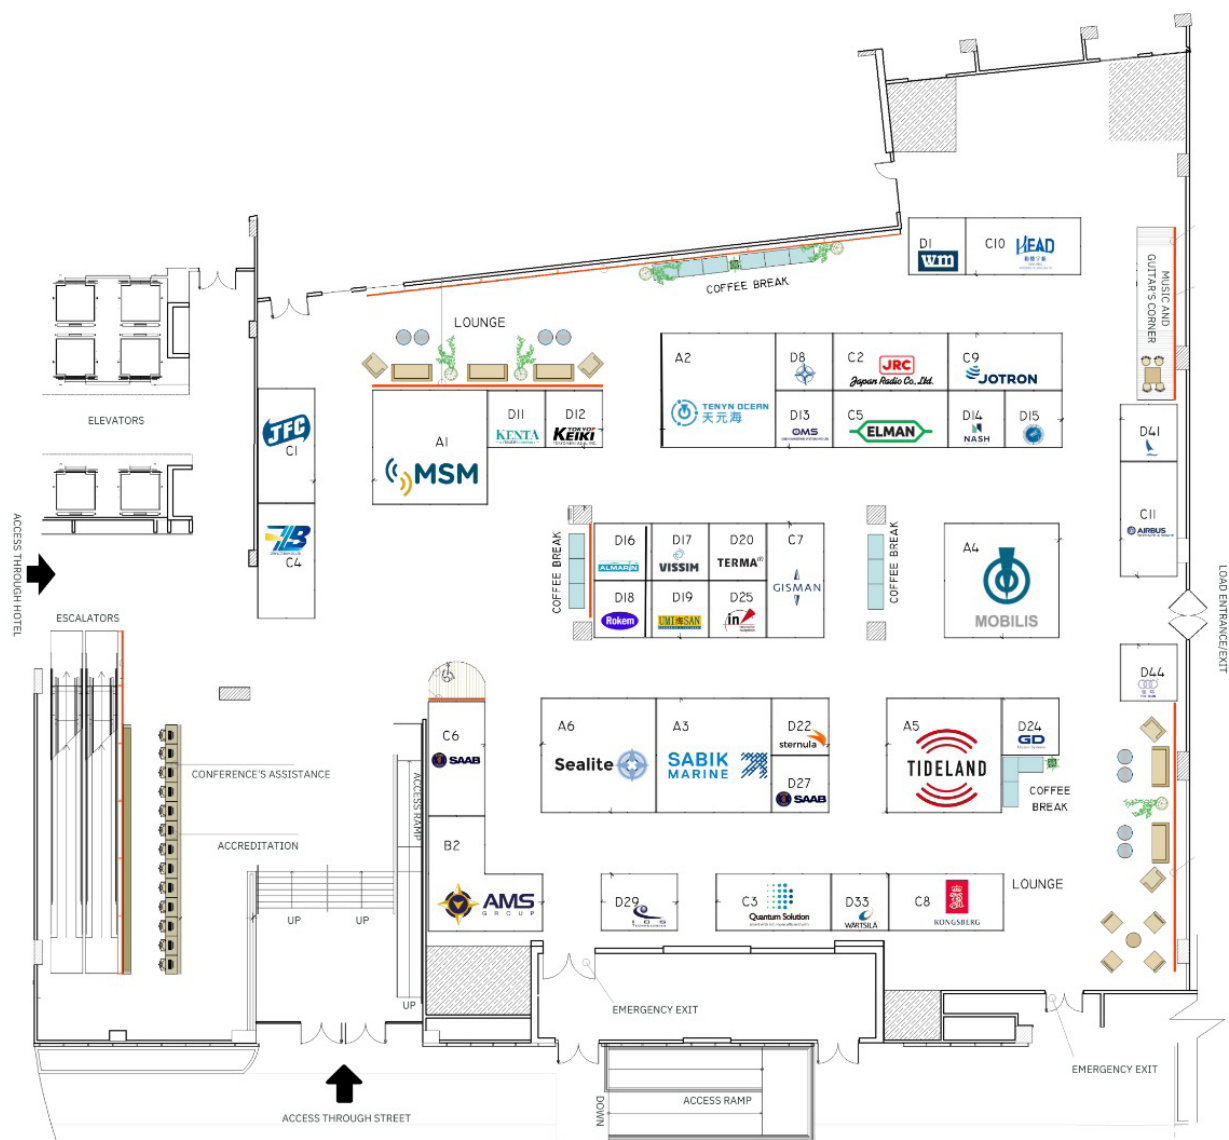 D1
wm
C10
HEAD
MUSIC AND
GUITAR'S CORNER
COFFEE BREAK
LOUNGE
ELEVATORS
JFC
C1
C4
A1
MSM
D11
KENTA
D12
TOKYO
KEIKI
A2
TENYN OCEAN
天元海
D8
C2
JRC
Japan Radio Co., Ltd.
C9
JOTRON
D13
OMS
C5
ELMAN
D14
NASH
D15
D41
C11
AIRBUS
ACCESS THROUGH HOTEL
ESCALATORS
COFFEE BREAK
D16
ALMARIN
D17
VISSIM
D20
TERMA
C7
GISMAN
D18
Rokem
D19
UMISAN
D25
in
COFFEE BREAK
A4
MOBILIS
LOAD ENTRANCE/EXIT
D44
C6
SAAB
A6
Sealite
A3
SABIK
MARINE
D22
sternula
D27
SAAB
A5
TIDELAND
D24
GD
COFFEE
BREAK
CONFERENCE'S ASSISTANCE
ACCREDITATION
ACCESS RAMP
B2
AMS
GROUP
UP
UP
UP
D29
C3
Quantum Solution
D33
WARTSILA
C8
KONGSBERG
LOUNGE
EMERGENCY EXIT
EMERGENCY EXIT
ACCESS THROUGH STREET
DOWN
ACCESS RAMP